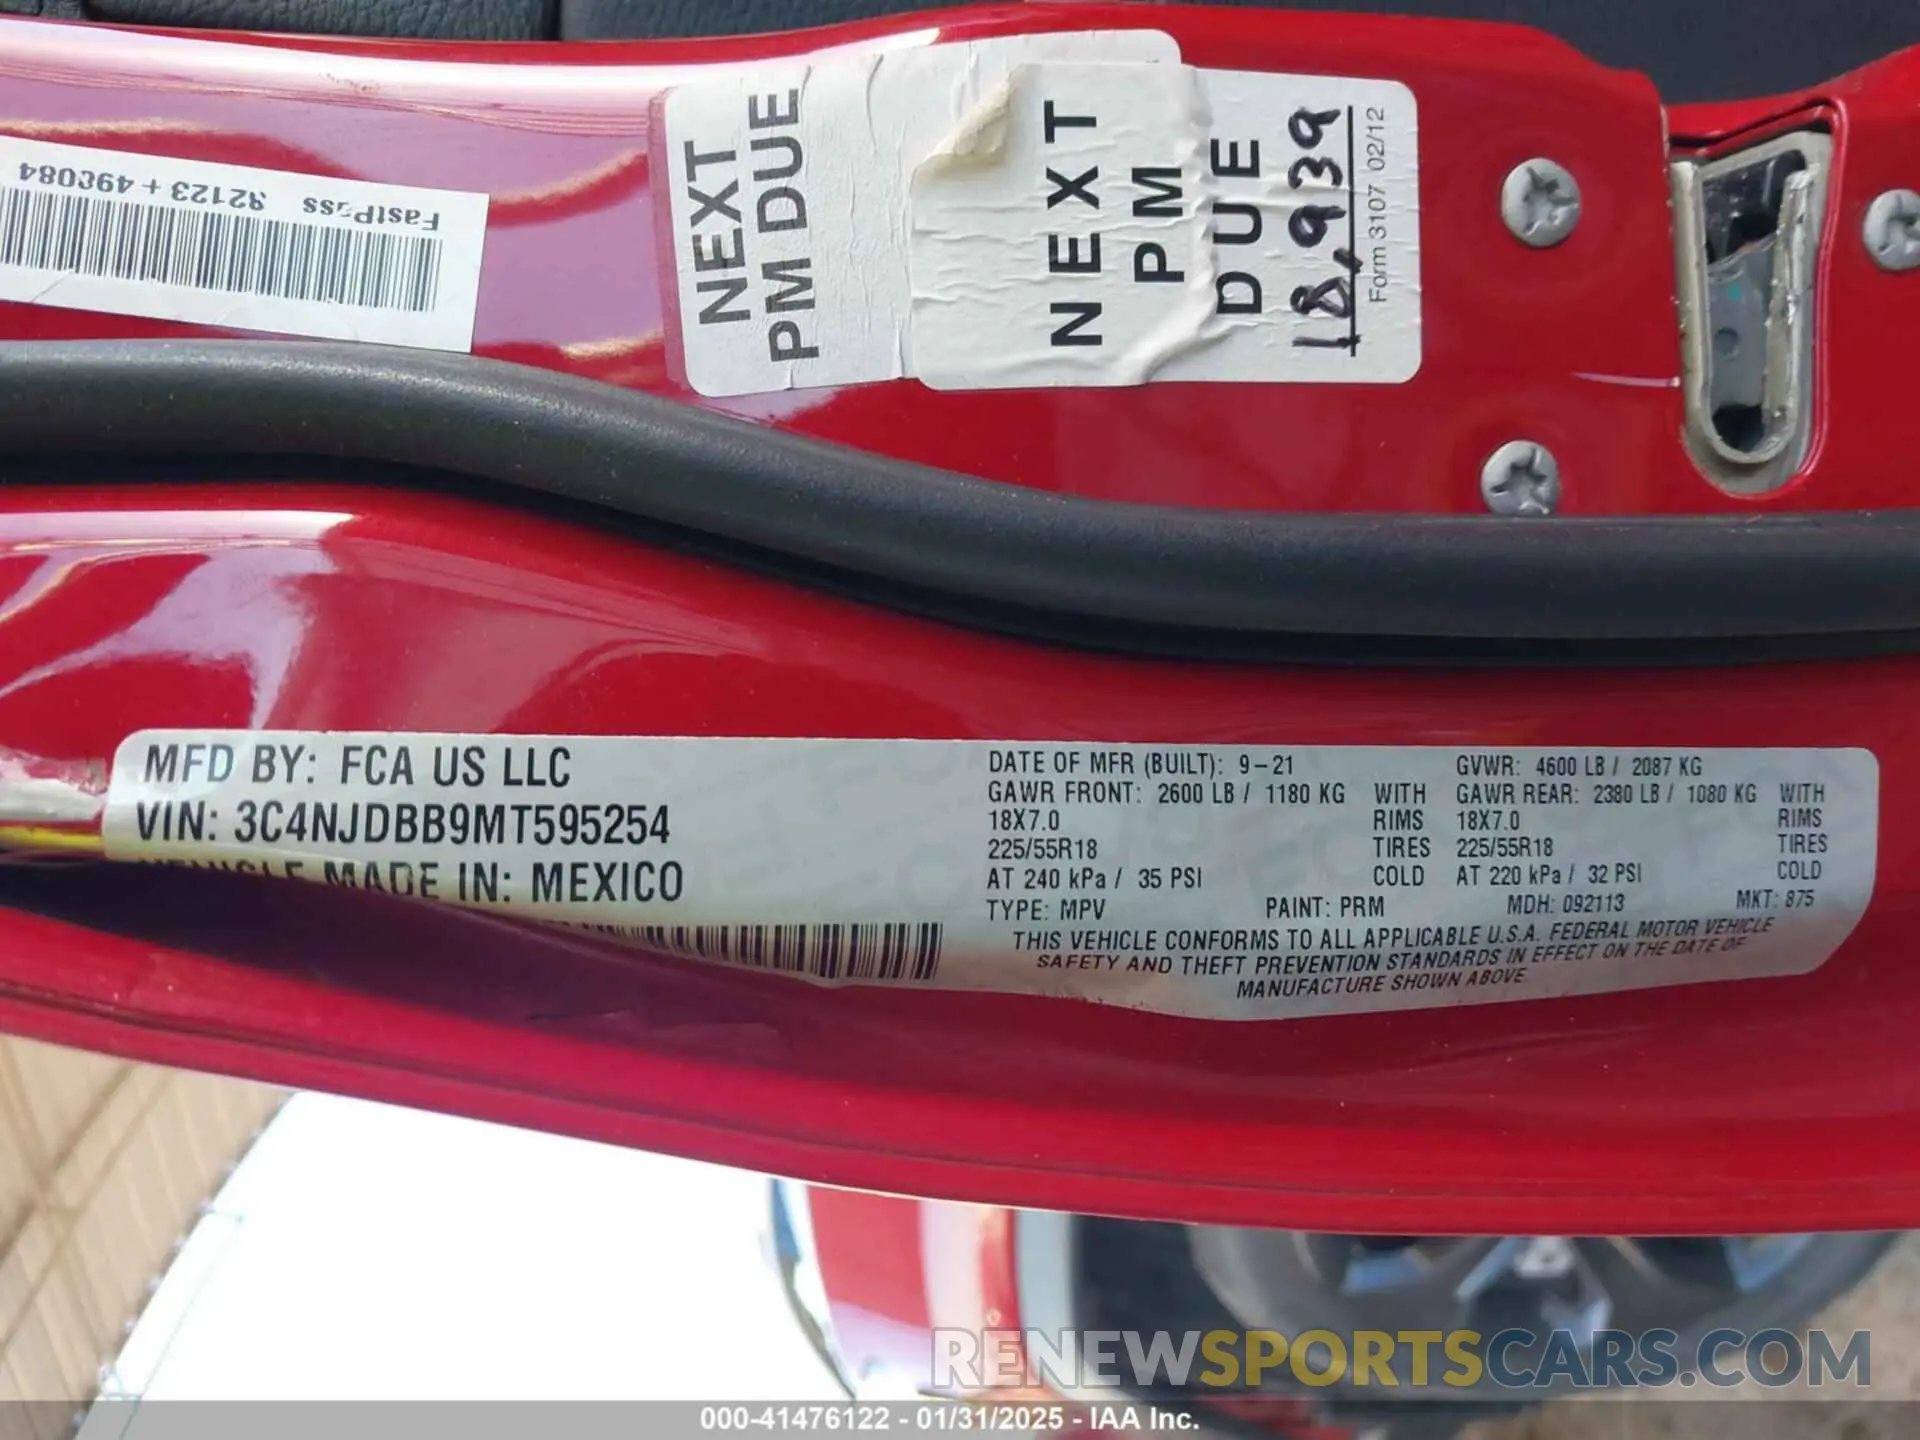 FastPass 82123 + 498084
NEXT
PM DUE
NEXT
PM
DUE
18,939
Form 3107 02/12
MFD BY: FCA US LLC
VIN: 3C4NJDBB9MT595254
VEHICLE MADE IN: MEXICO
DATE OF MFR (BUILT): 9-21
GVWR: 4600 LB / 2087 KG
GAWR FRONT: 2600 LB / 1180 KG WITH
GAWR REAR: 2380 LB / 1080 KG WITH
18X7.0 RIMS
18X7.0 RIMS
225/55R18 TIRES
225/55R18 TIRES
AT 240 kPa / 35 PSI COLD
AT 220 kPa / 32 PSI COLD
TYPE: MPV PAINT: PRM MDH: 092113 MKT: 875
THIS VEHICLE CONFORMS TO ALL APPLICABLE U.S.A. FEDERAL MOTOR VEHICLE
SAFETY AND THEFT PREVENTION STANDARDS IN EFFECT ON THE DATE OF
MANUFACTURE SHOWN ABOVE.
RENEWSPORTSCARS.COM
000-41476122 - 01/31/2025 - IAA Inc.